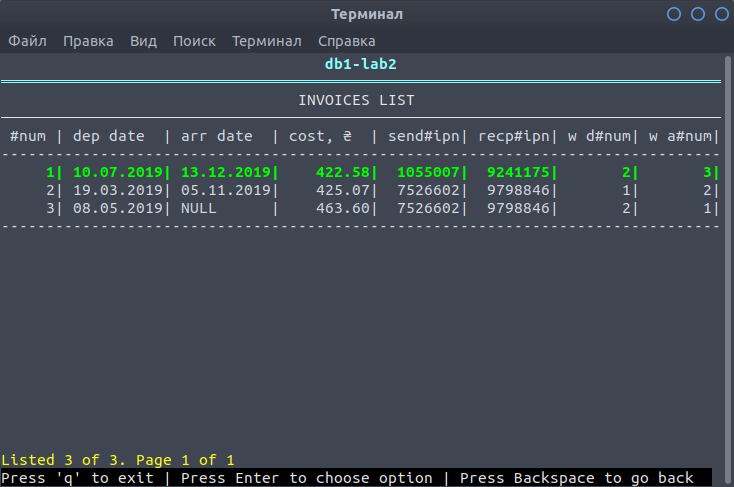 Терминал
Файл Правка Вид Поиск Терминал Справка
db1-lab2
INVOICES LIST
#num | dep date | arr date | cost, ₴ | send#ipn| recp#ipn| w d#num| w a#num|
--------------------------------------------------------------------------------
1| 10.07.2019| 13.12.2019| 422.58| 1055007| 9241175| 2| 3|
2| 19.03.2019| 05.11.2019| 425.07| 7526602| 9798846| 1| 2|
3| 08.05.2019| NULL | 463.60| 7526602| 9798846| 2| 1|
--------------------------------------------------------------------------------
Listed 3 of 3. Page 1 of 1
Press 'q' to exit | Press Enter to choose option | Press Backspace to go back